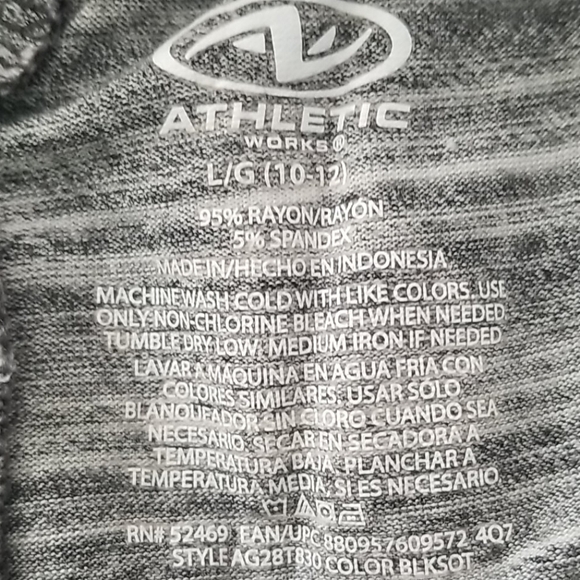 ATHLETIC
WORKS®
L/G (10-12)
95% RAYON/RAYÓN
5% SPANDEX
MADE IN/HECHO EN INDONESIA
MACHINE WASH COLD WITH LIKE COLORS. USE
ONLY NON-CHLORINE BLEACH WHEN NEEDED
TUMBLE DRY LOW. MEDIUM IRON IF NEEDED
LAVAR A MAQUINA EN AGUA FRÍA CON
COLORES SIMILARES. USAR SOLO
BLANQUEADOR SIN CLORO CUANDO SEA
NECESARIO. SECAR EN SECADORA A
TEMPERATURA BAJA. PLANCHAR A
TEMPERATURA MEDIA, SI ES NECESARIO
RN# 52469 EAN/UPC 880957609572 4Q7
STYLE AG281830 COLOR BLKSOT